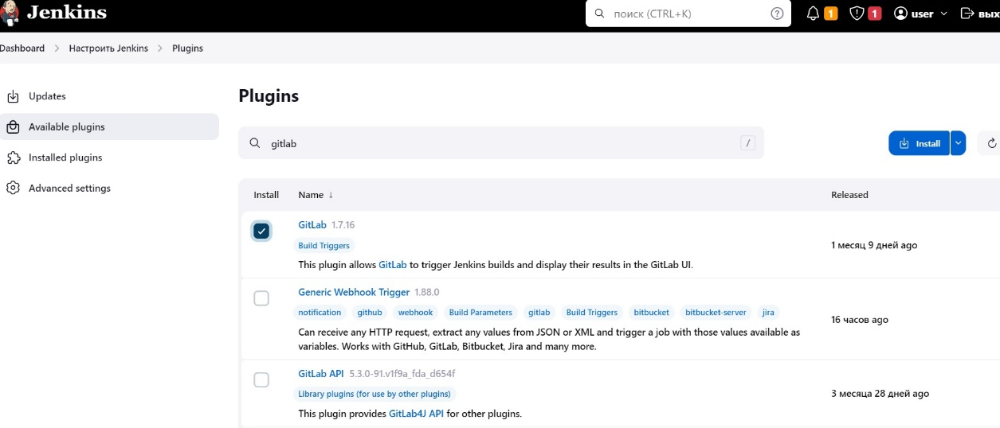 Jenkins
поиск (CTRL+K)
1
1
user
вых
Dashboard > Настроить Jenkins > Plugins
Updates
Available plugins
Installed plugins
Advanced settings
Plugins
gitlab
/
Install
Install Name ↓ Released
GitLab 1.7.16
Build Triggers
This plugin allows GitLab to trigger Jenkins builds and display their results in the GitLab UI.
1 месяц 9 дней ago
Generic Webhook Trigger 1.88.0
notification github webhook Build Parameters gitlab Build Triggers bitbucket bitbucket-server jira
Can receive any HTTP request, extract any values from JSON or XML and trigger a job with those values available as
variables. Works with GitHub, GitLab, Bitbucket, Jira and many more.
16 часов ago
GitLab API 5.3.0-91.v1f9a_fda_d654f
Library plugins (for use by other plugins)
This plugin provides GitLab4J API for other plugins.
3 месяца 28 дней ago